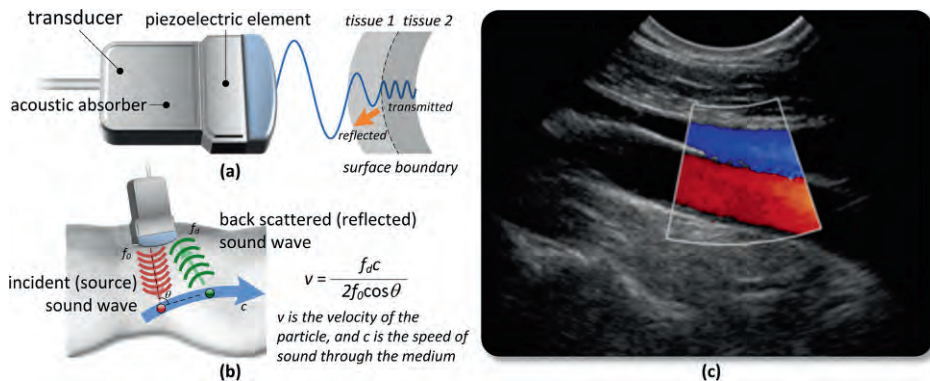 transducer
piezoelectric element
tissue 1 tissue 2
acoustic absorber
transmitted
reflected
surface boundary
(a)
back scattered (reflected)
sound wave
f₀
f_d
incident (source)
sound wave
θ
c
v = f_d c / 2f₀cosθ
v is the velocity of the
particle, and c is the speed of
sound through the medium
(b)
(c)